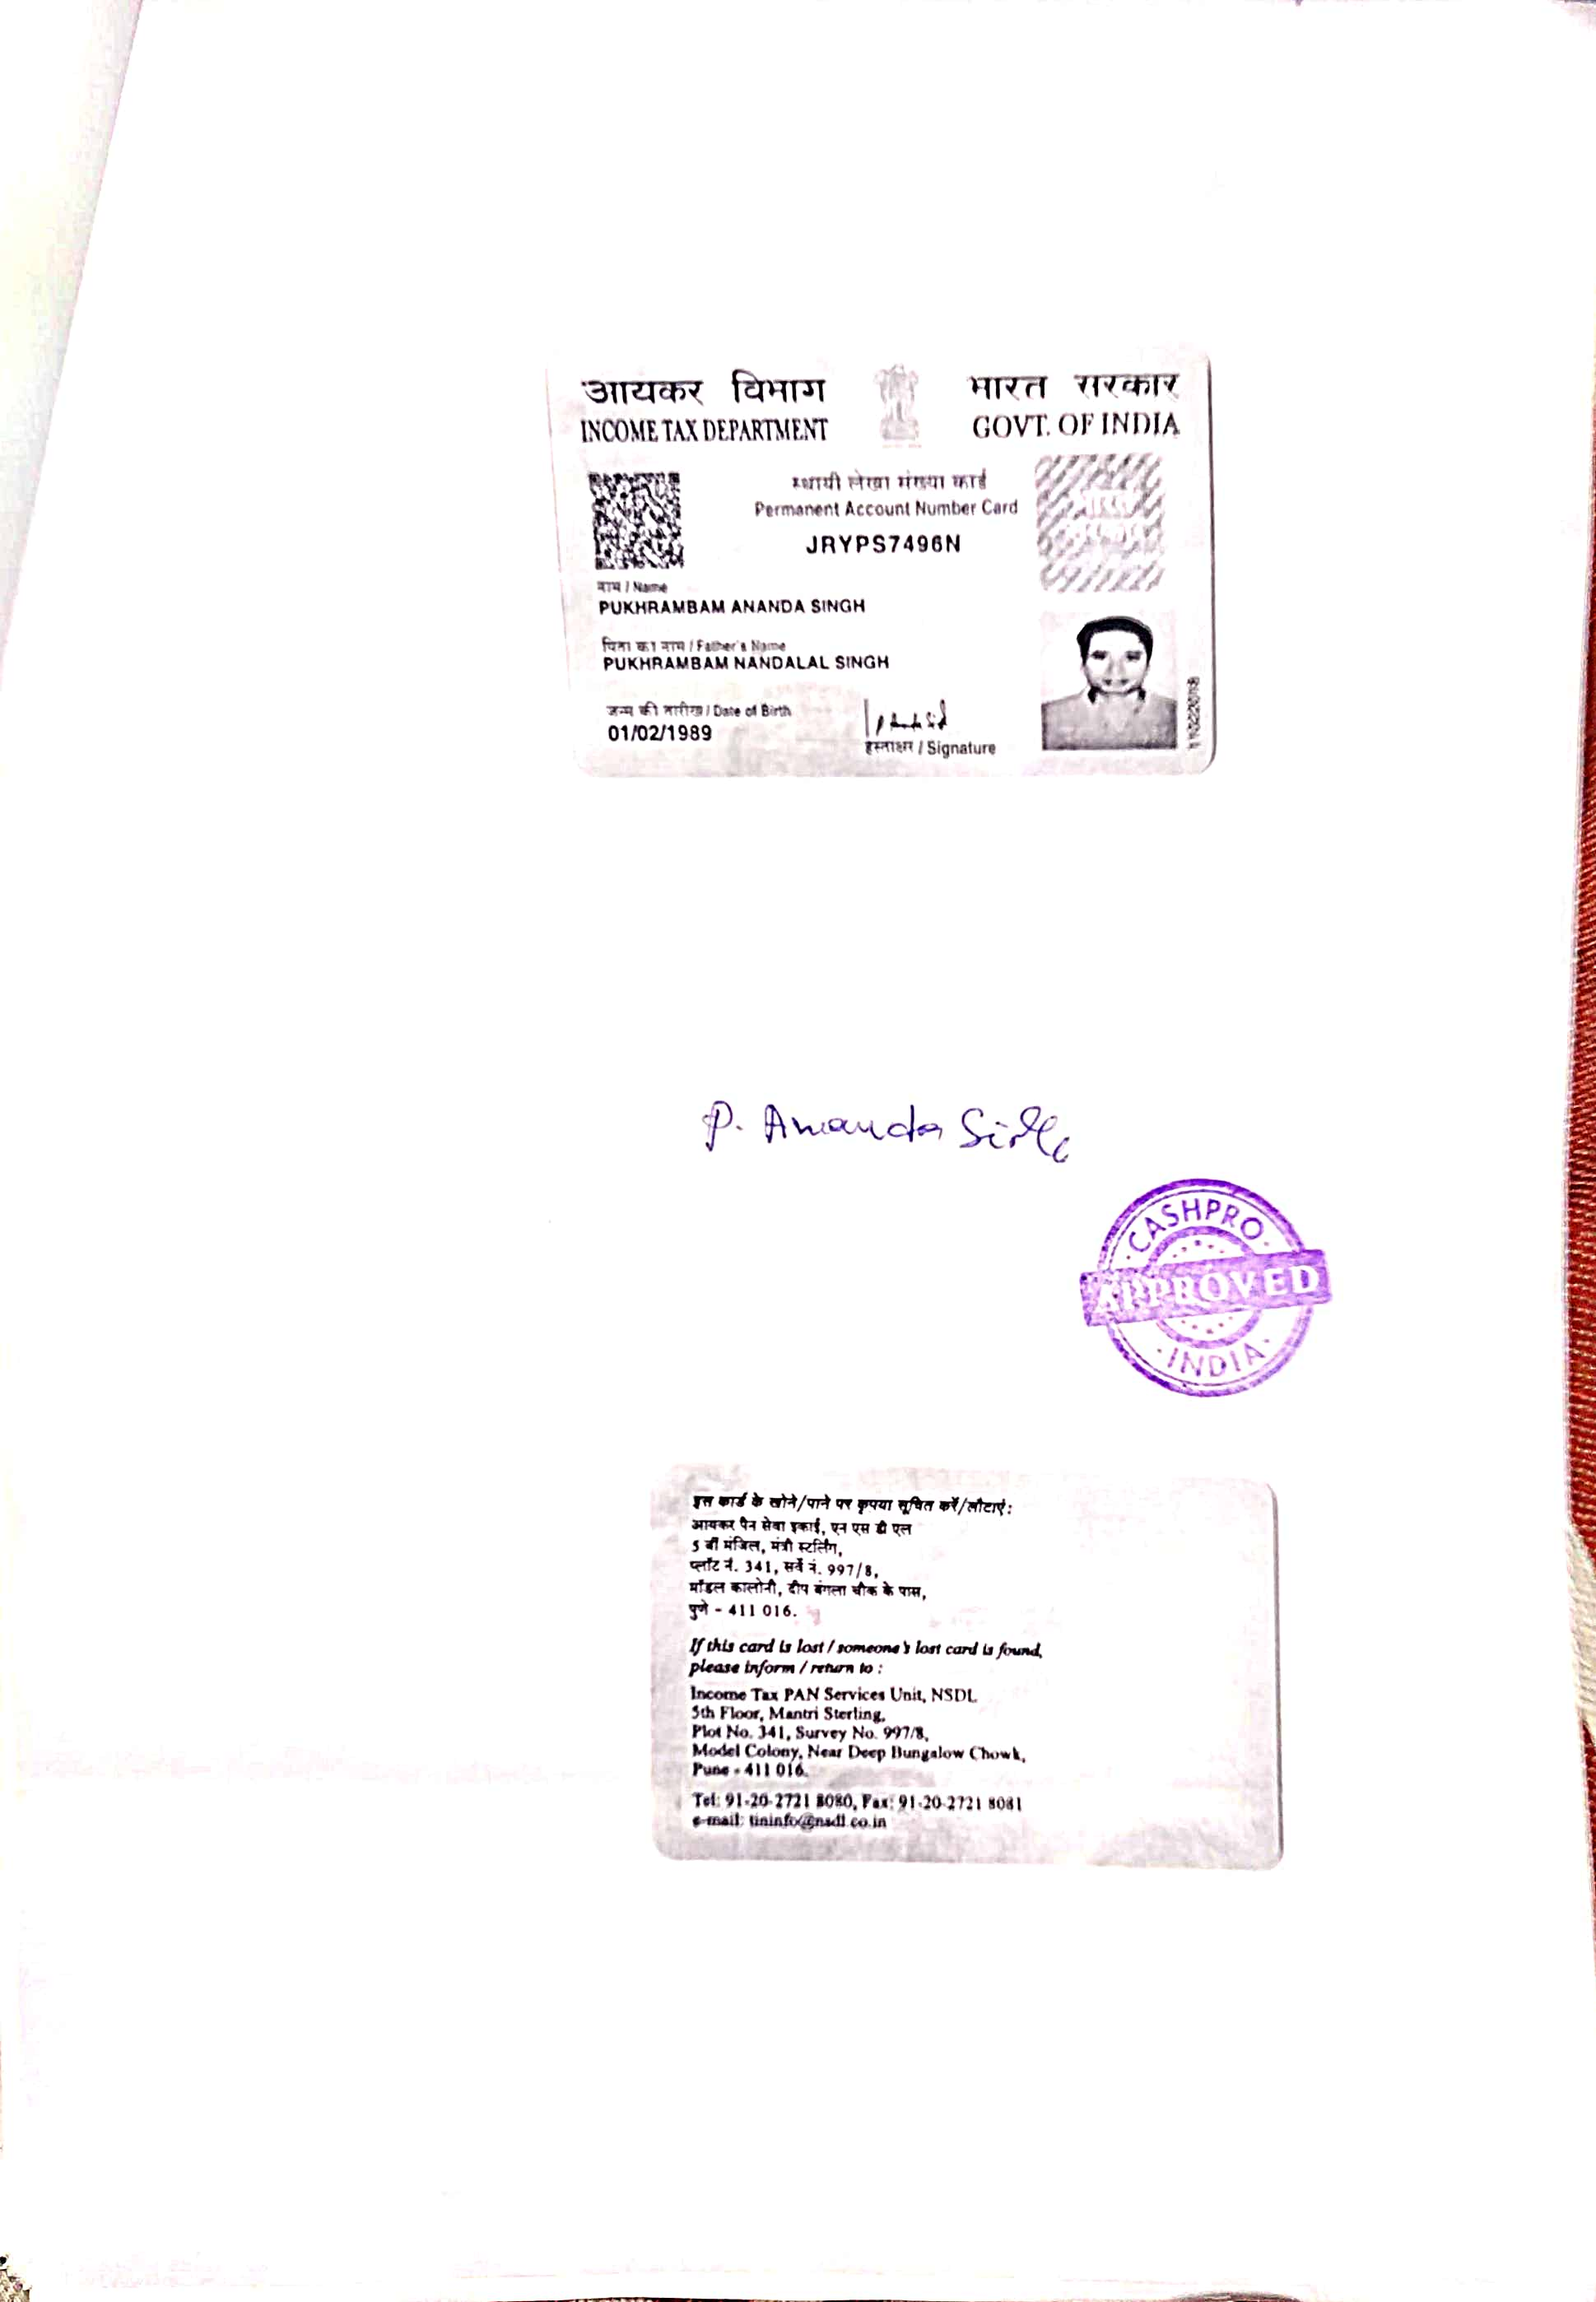 आयकर विभाग
INCOME TAX DEPARTMENT
भारत सरकार
GOVT. OF INDIA
स्थायी लेखा संख्या कार्ड
Permanent Account Number Card
JRYPS7496N
नाम / Name
PUKHRAMBAM ANANDA SINGH
पिता का नाम / Father's Name
PUKHRAMBAM NANDALAL SINGH
जन्म की तारीख / Date of Birth
01/02/1989
हस्ताक्षर / Signature
P. Ananda
CASHPRO
APPROVED
INDIA
इस कार्ड के खोने/पाने पर कृपया सूचित करें/लौटाएं:
आयकर पैन सेवा इकाई, एन एस डी एल
5 वीं मंजिल, मंत्री स्टर्लिंग,
प्लॉट नं. 341, सर्वे नं. 997/8,
मॉडल कालोनी, दीप बंगला चौक के पास,
पुणे - 411 016.
If this card is lost / someone's lost card is found,
please inform / return to :
Income Tax PAN Services Unit, NSDL
5th Floor, Mantri Sterling,
Plot No. 341, Survey No. 997/8,
Model Colony, Near Deep Bungalow Chowk,
Pune - 411 016.
Tel: 91-20-2721 8080, Fax: 91-20-2721 8081
e-mail: tininfo@nsdl.co.in